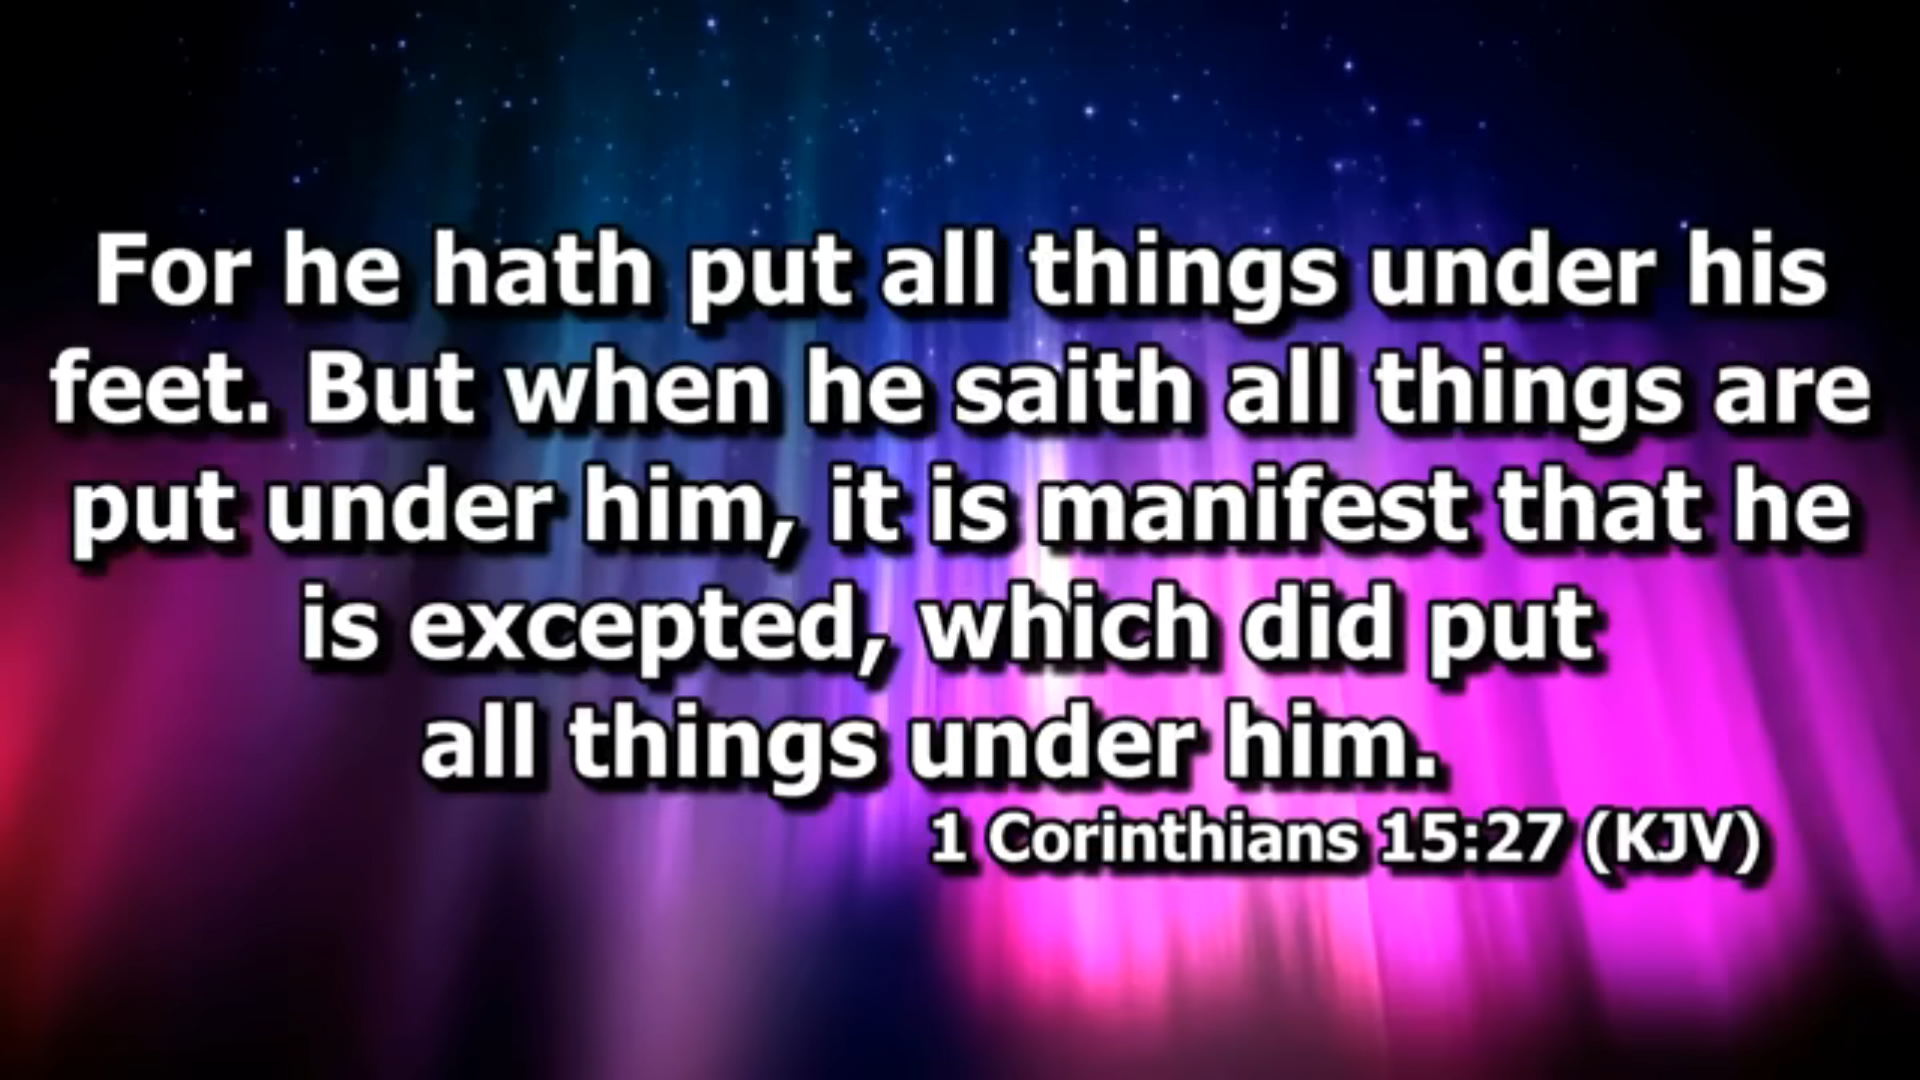 For he hath put all things under his
feet. But when he saith all things are
put under him, it is manifest that he
is excepted, which did put
all things under him.
1 Corinthians 15:27 (KJV)